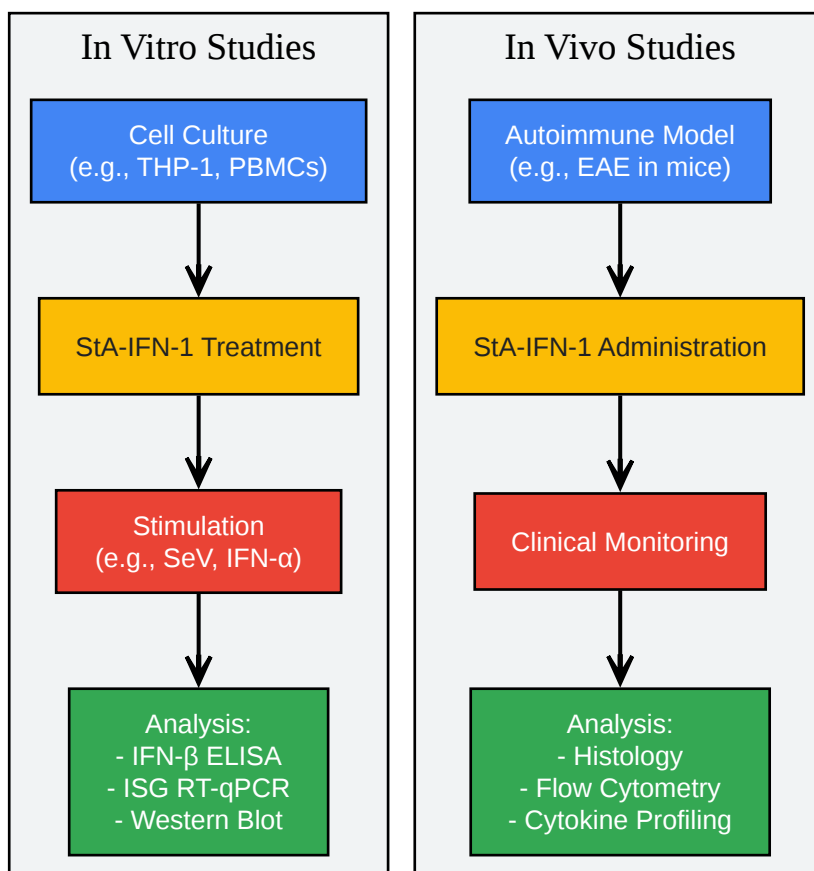 In Vitro Studies
Cell Culture
(e.g., THP-1, PBMCs)
StA-IFN-1 Treatment
Stimulation
(e.g., SeV, IFN-α)
Analysis:
- IFN-β ELISA
- ISG RT-qPCR
- Western Blot
In Vivo Studies
Autoimmune Model
(e.g., EAE in mice)
StA-IFN-1 Administration
Clinical Monitoring
Analysis:
- Histology
- Flow Cytometry
- Cytokine Profiling